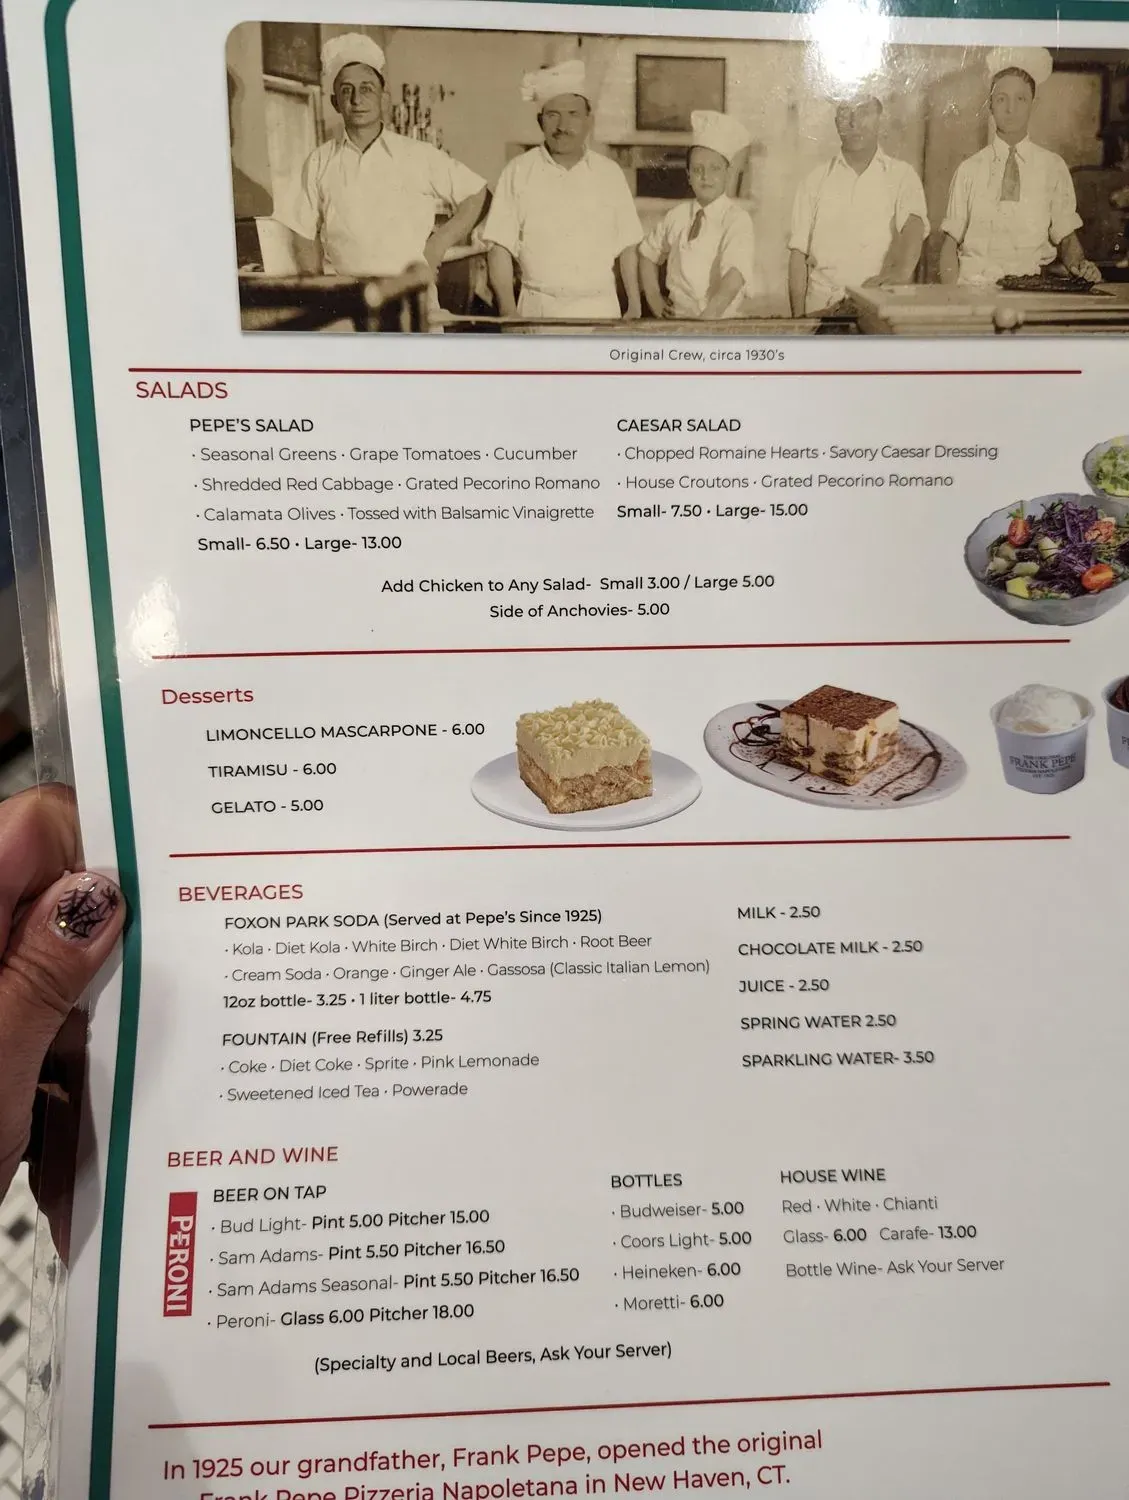 Original Crew, circa 1930's
SALADS
PEPE'S SALAD
· Seasonal Greens · Grape Tomatoes · Cucumber
· Shredded Red Cabbage · Grated Pecorino Romano
· Calamata Olives · Tossed with Balsamic Vinaigrette
Small- 6.50 · Large- 13.00
CAESAR SALAD
· Chopped Romaine Hearts · Savory Caesar Dressing
· House Croutons · Grated Pecorino Romano
Small- 7.50 · Large- 15.00
Add Chicken to Any Salad- Small 3.00 / Large 5.00
Side of Anchovies- 5.00
Desserts
LIMONCELLO MASCARPONE - 6.00
TIRAMISU - 6.00
GELATO - 5.00
FRANK PEPE
BEVERAGES
FOXON PARK SODA (Served at Pepe's Since 1925)
· Kola · Diet Kola · White Birch · Diet White Birch · Root Beer
· Cream Soda · Orange · Ginger Ale · Gassosa (Classic Italian Lemon)
12oz bottle- 3.25 · 1 liter bottle- 4.75
FOUNTAIN (Free Refills) 3.25
· Coke · Diet Coke · Sprite · Pink Lemonade
· Sweetened Iced Tea · Powerade
MILK - 2.50
CHOCOLATE MILK - 2.50
JUICE - 2.50
SPRING WATER 2.50
SPARKLING WATER- 3.50
BEER AND WINE
PERONI
BEER ON TAP
· Bud Light- Pint 5.00 Pitcher 15.00
· Sam Adams- Pint 5.50 Pitcher 16.50
· Sam Adams Seasonal- Pint 5.50 Pitcher 16.50
· Peroni- Glass 6.00 Pitcher 18.00
BOTTLES
· Budweiser- 5.00
· Coors Light- 5.00
· Heineken- 6.00
· Moretti- 6.00
HOUSE WINE
Red · White · Chianti
Glass- 6.00 Carafe- 13.00
Bottle Wine- Ask Your Server
(Specialty and Local Beers, Ask Your Server)
In 1925 our grandfather, Frank Pepe, opened the original
Frank Pepe Pizzeria Napoletana in New Haven, CT.